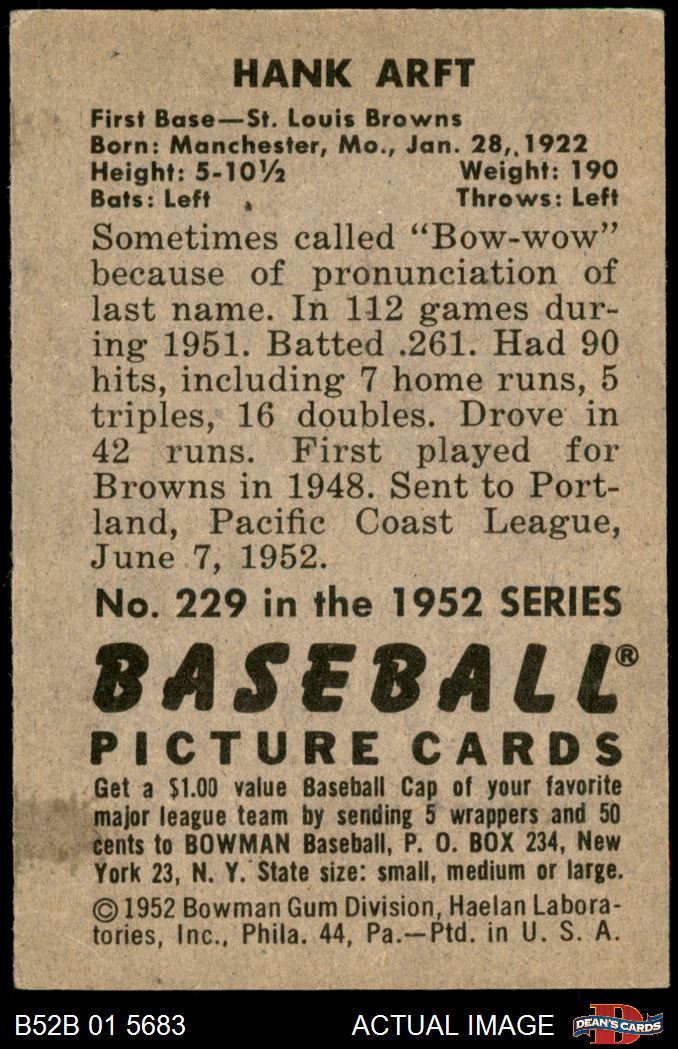 HANK ARFT
First Base—St. Louis Browns
Born: Manchester, Mo., Jan. 28, 1922
Height: 5-10½ Weight: 190
Bats: Left Throws: Left
Sometimes called "Bow-wow"
because of pronunciation of
last name. In 112 games dur-
ing 1951. Batted .261. Had 90
hits, including 7 home runs, 5
triples, 16 doubles. Drove in
42 runs. First played for
Browns in 1948. Sent to Port-
land, Pacific Coast League,
June 7, 1952.
No. 229 in the 1952 SERIES
BASEBALL®
PICTURE CARDS
Get a $1.00 value Baseball Cap of your favorite
major league team by sending 5 wrappers and 50
cents to BOWMAN Baseball, P. O. BOX 234, New
York 23, N. Y. State size: small, medium or large.
© 1952 Bowman Gum Division, Haelan Labora-
tories, Inc., Phila. 44, Pa.—Ptd. in U. S. A.
B52B 01 5683 ACTUAL IMAGE D DEAN'S CARDS